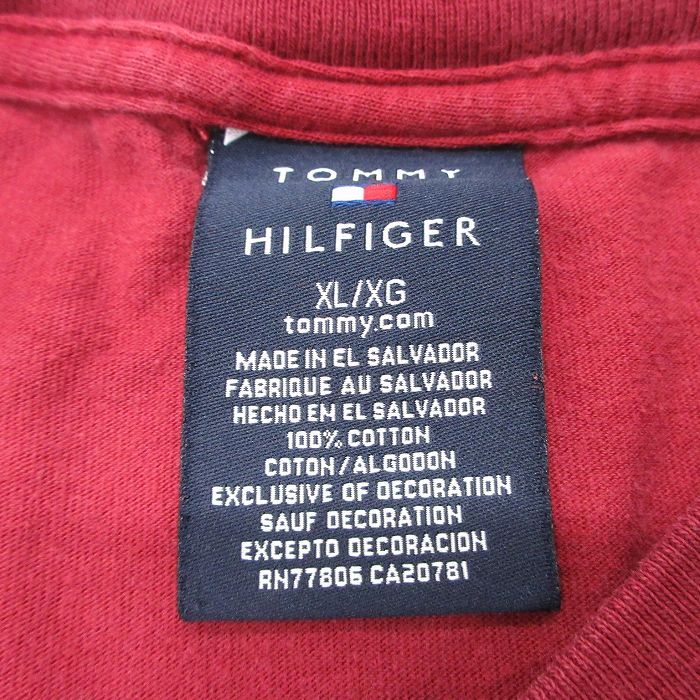 TOMMY
HILFIGER
XL/XG
tommy.com
MADE IN EL SALVADOR
FABRIQUE AU SALVADOR
HECHO EN EL SALVADOR
100% COTTON
COTON/ALGODON
EXCLUSIVE OF DECORATION
SAUF DECORATION
EXCEPTO DECORACION
RN77806 CA20781